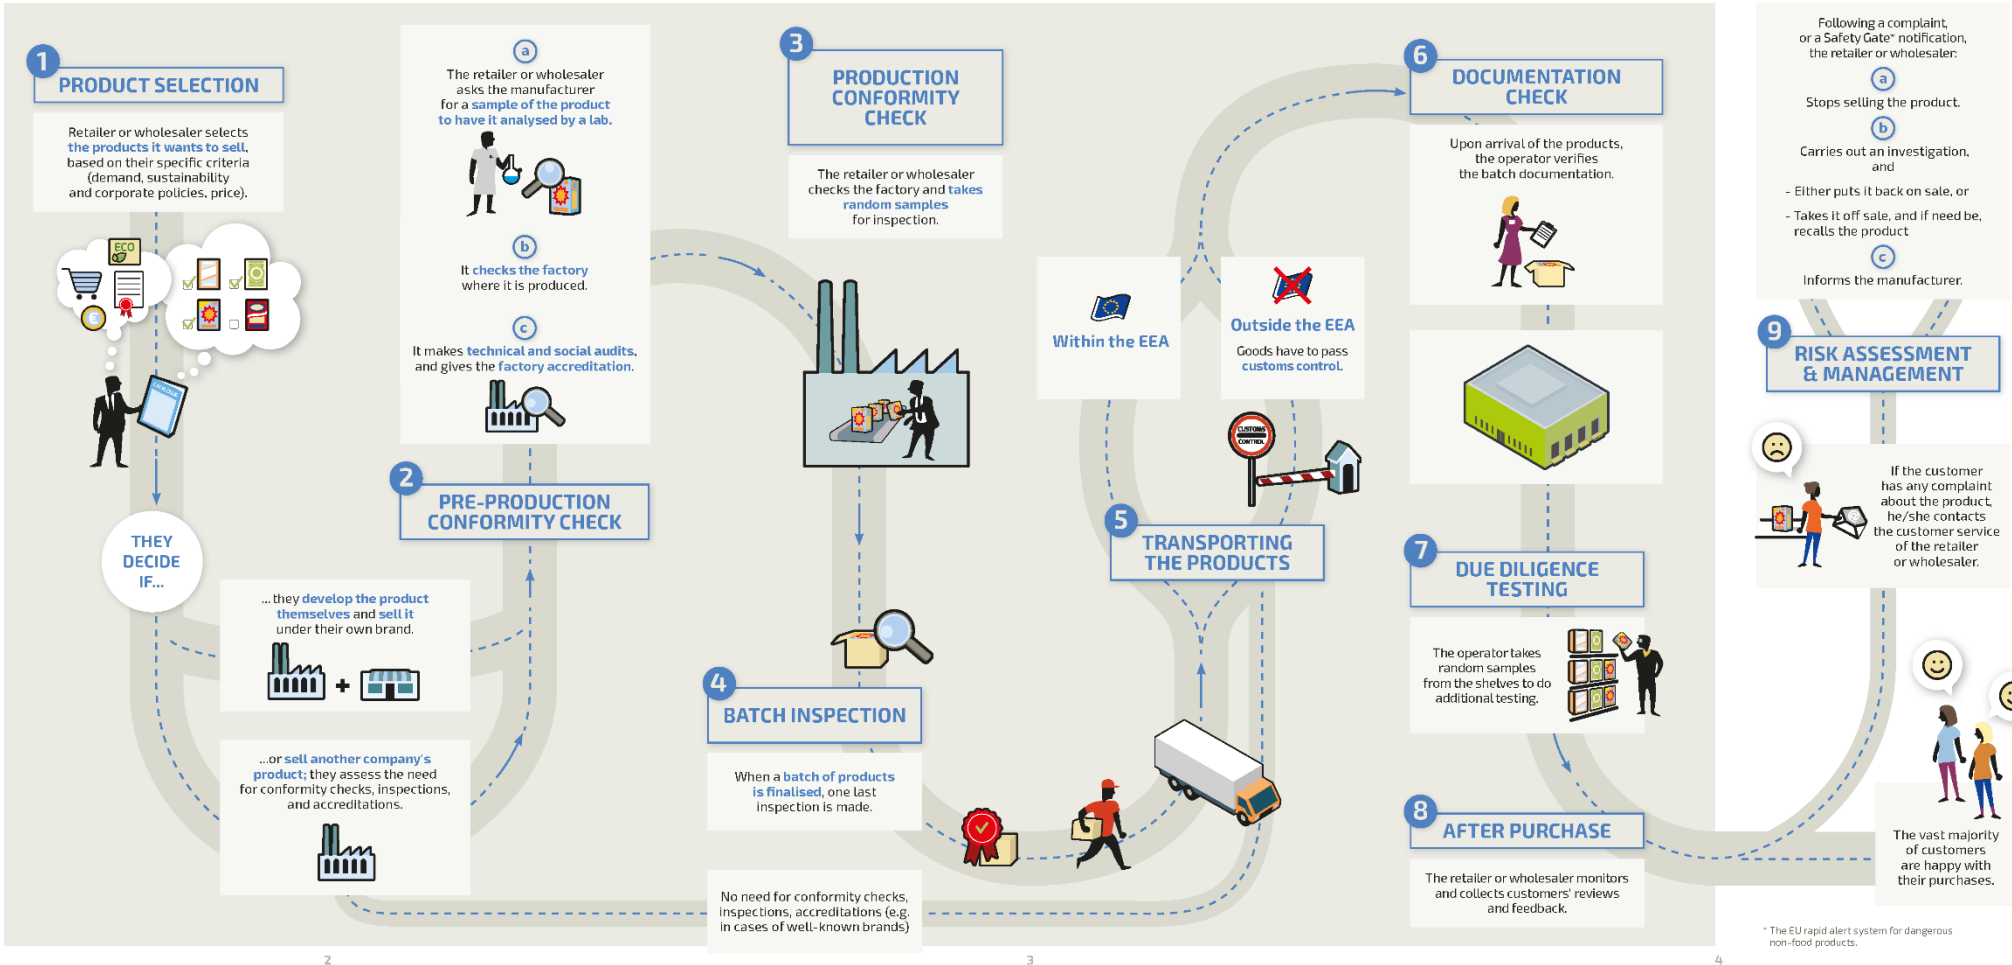 1
PRODUCT SELECTION
Retailer or wholesaler selects
the products it wants to sell,
based on their specific criteria
(demand, sustainability
and corporate policies, price).
ECO
€
THEY
DECIDE
IF...
...they develop the product
themselves and sell it
under their own brand.
+
...or sell another company's
product; they assess the need
for conformity checks, inspections,
and accreditations.
a
The retailer or wholesaler
asks the manufacturer
for a sample of the product
to have it analysed by a lab.
b
It checks the factory
where it is produced.
c
It makes technical and social audits,
and gives the factory accreditation.
2
PRE-PRODUCTION
CONFORMITY CHECK
3
PRODUCTION
CONFORMITY
CHECK
The retailer or wholesaler
checks the factory and takes
random samples
for inspection.
4
BATCH INSPECTION
When a batch of products
is finalised, one last
inspection is made.
No need for conformity checks,
inspections, accreditations (e.g.
in cases of well-known brands)
Within the EEA
Outside the EEA
Goods have to pass
customs control.
CUSTOMS
CONTROL
5
TRANSPORTING
THE PRODUCTS
6
DOCUMENTATION
CHECK
Upon arrival of the products,
the operator verifies
the batch documentation.
7
DUE DILIGENCE
TESTING
The operator takes
random samples
from the shelves to do
additional testing.
8
AFTER PURCHASE
The retailer or wholesaler monitors
and collects customers' reviews
and feedback.
Following a complaint,
or a Safety Gate* notification,
the retailer or wholesaler:
a
Stops selling the product.
b
Carries out an investigation,
and
- Either puts it back on sale, or
- Takes it off sale, and if need be,
recalls the product
c
Informs the manufacturer.
9
RISK ASSESSMENT
& MANAGEMENT
If the customer
has any complaint
about the product,
he/she contacts
the customer service
of the retailer
or wholesaler.
The vast majority
of customers
are happy with
their purchases.
* The EU rapid alert system for dangerous
non-food products.
2
3
4